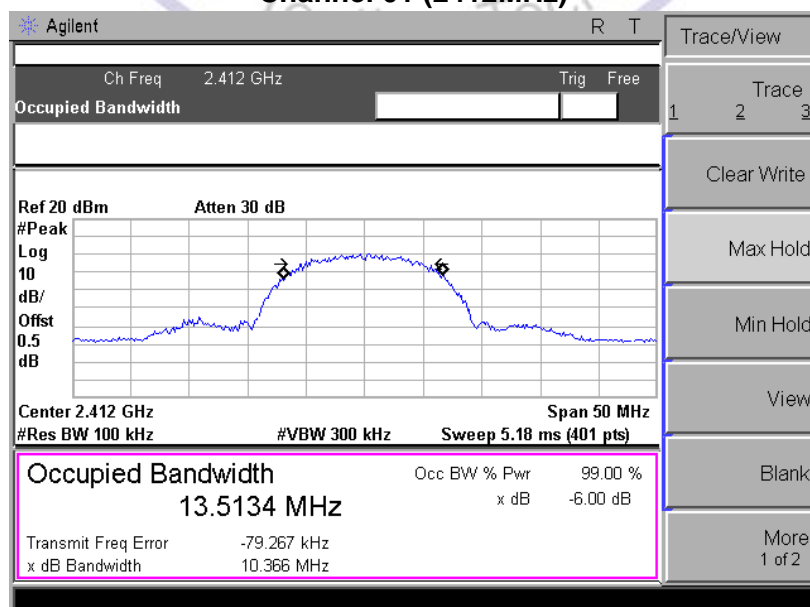 Channel 01 (2412MHz)
Agilent R T
Trace/View
Ch Freq 2.412 GHz Trig Free
Occupied Bandwidth
Trace
1 2 3
Clear Write
Ref 20 dBm Atten 30 dB
#Peak
Log
10
dB/
Offst
0.5
dB
Max Hold
Min Hold
View
Center 2.412 GHz Span 50 MHz
#Res BW 100 kHz #VBW 300 kHz Sweep 5.18 ms (401 pts)
Occupied Bandwidth Occ BW % Pwr 99.00 %
13.5134 MHz x dB -6.00 dB
Transmit Freq Error -79.267 kHz
x dB Bandwidth 10.366 MHz
Blank
More
1 of 2